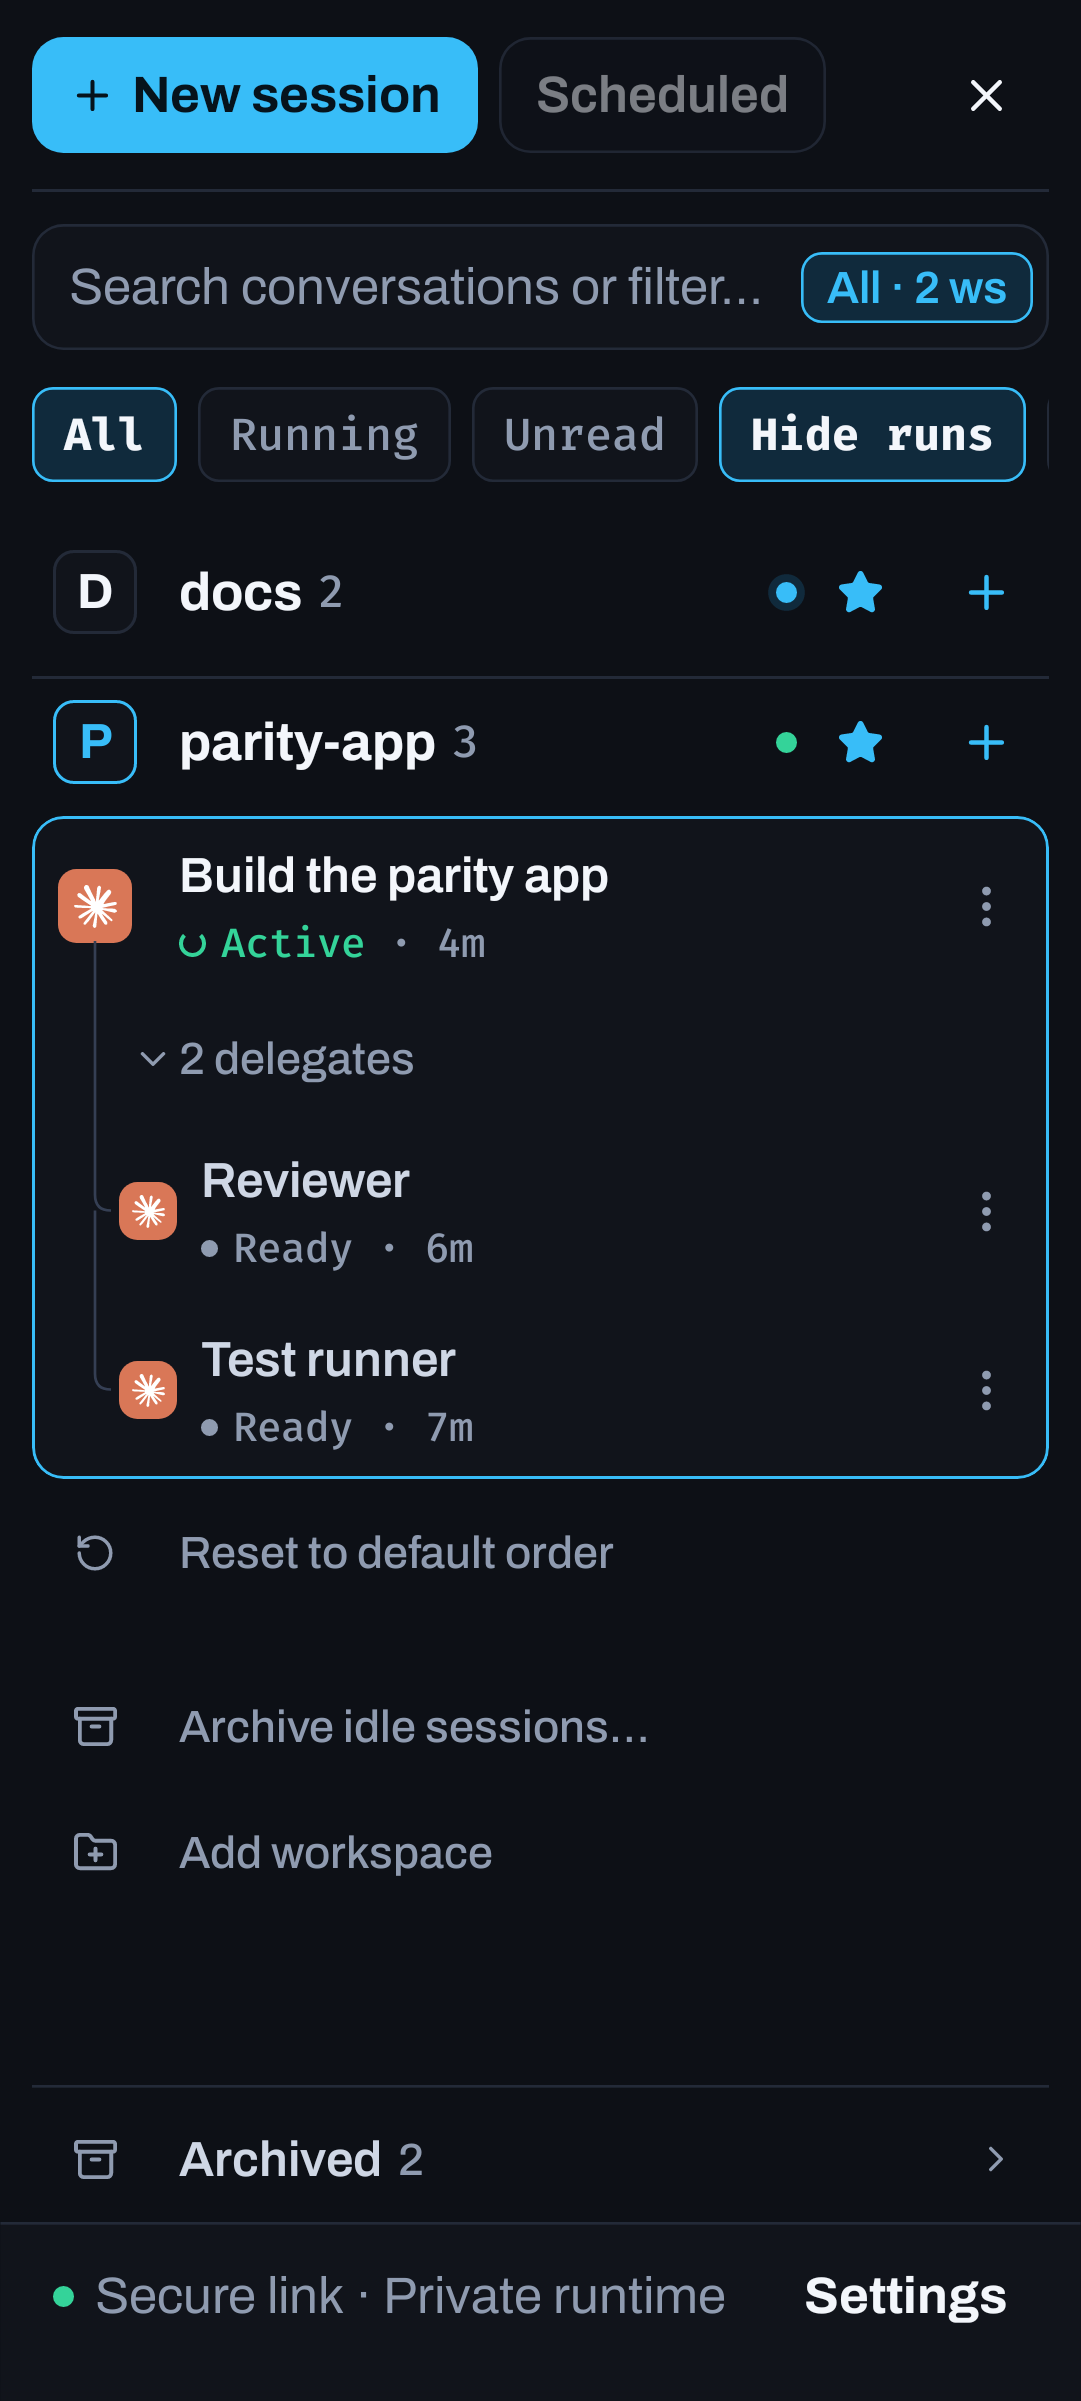 New session
Scheduled
Search conversations or filter...
All · 2 ws
All
Running
Unread
Hide runs
D
docs 2
P
parity-app 3
Build the parity app
Active · 4m
2 delegates
Reviewer
Ready · 6m
Test runner
Ready · 7m
Reset to default order
Archive idle sessions...
Add workspace
Archived 2
Secure link · Private runtime
Settings